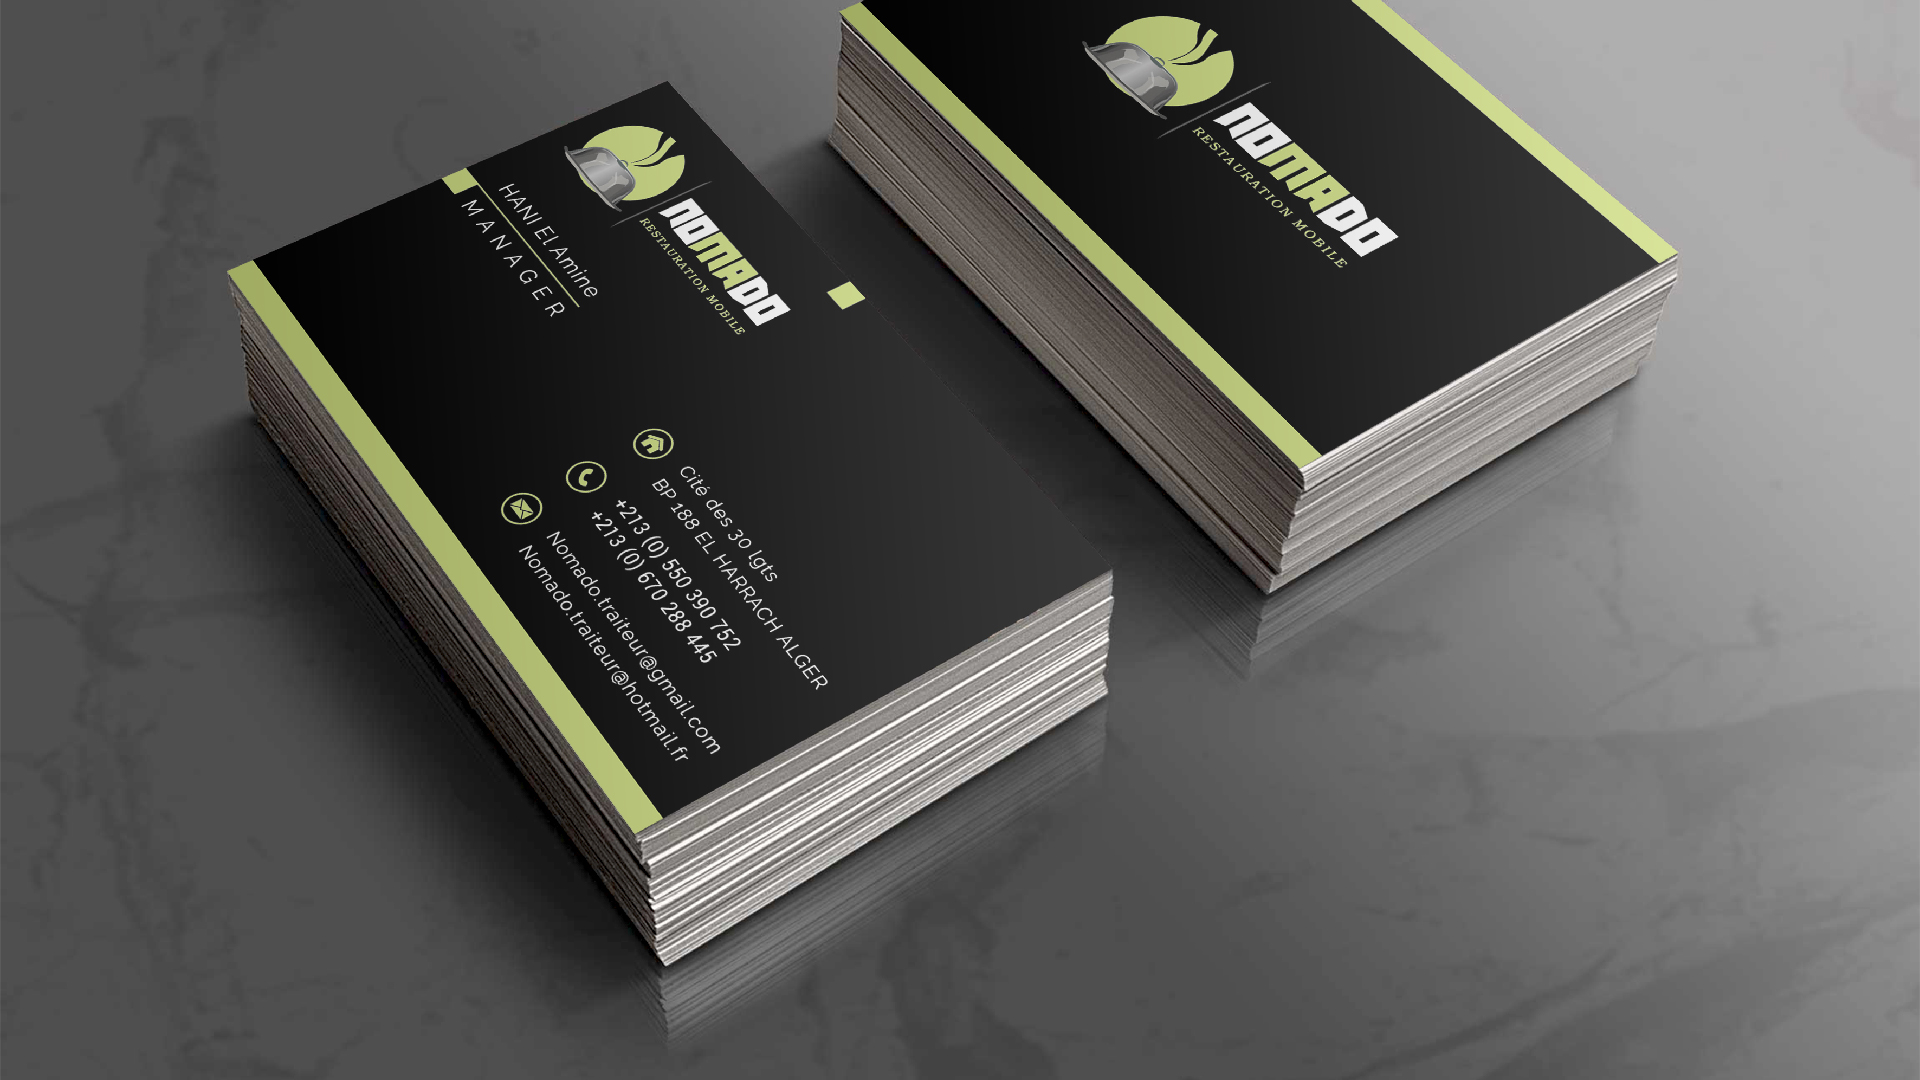 NOMADO
RESTAURATION MOBILE
HANI El Amine
MANAGER
Cité des 30 lgts
BP 188 EL HARRACH ALGER
+213 (0) 550 390 752
+213 (0) 670 288 445
Nomado.traiteur@gmail.com
Nomado.traiteur@hotmail.fr
NOMADO
RESTAURATION MOBILE